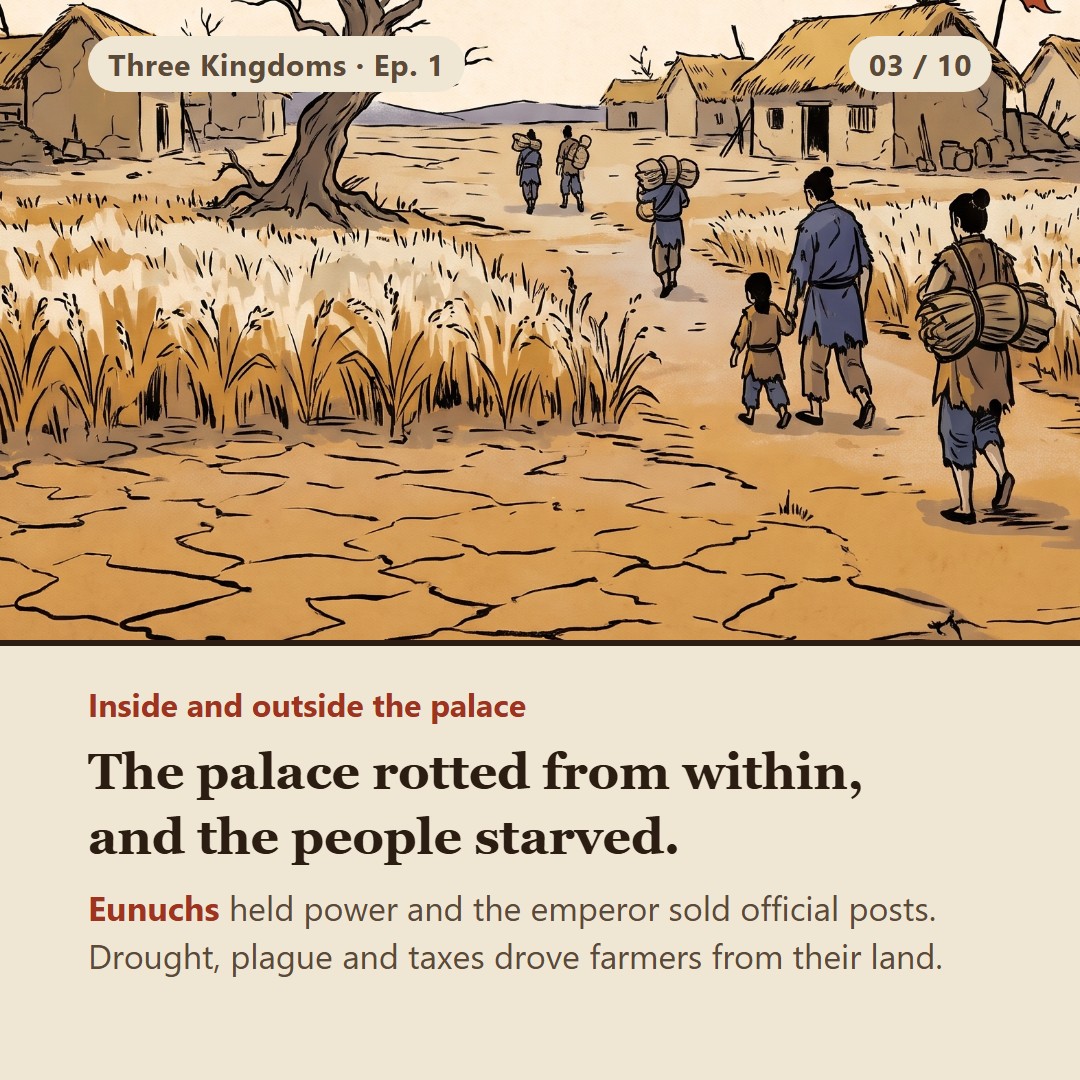 Three Kingdoms · Ep. 1
03 / 10
Inside and outside the palace
The palace rotted from within,
and the people starved.
Eunuchs held power and the emperor sold official posts.
Drought, plague and taxes drove farmers from their land.